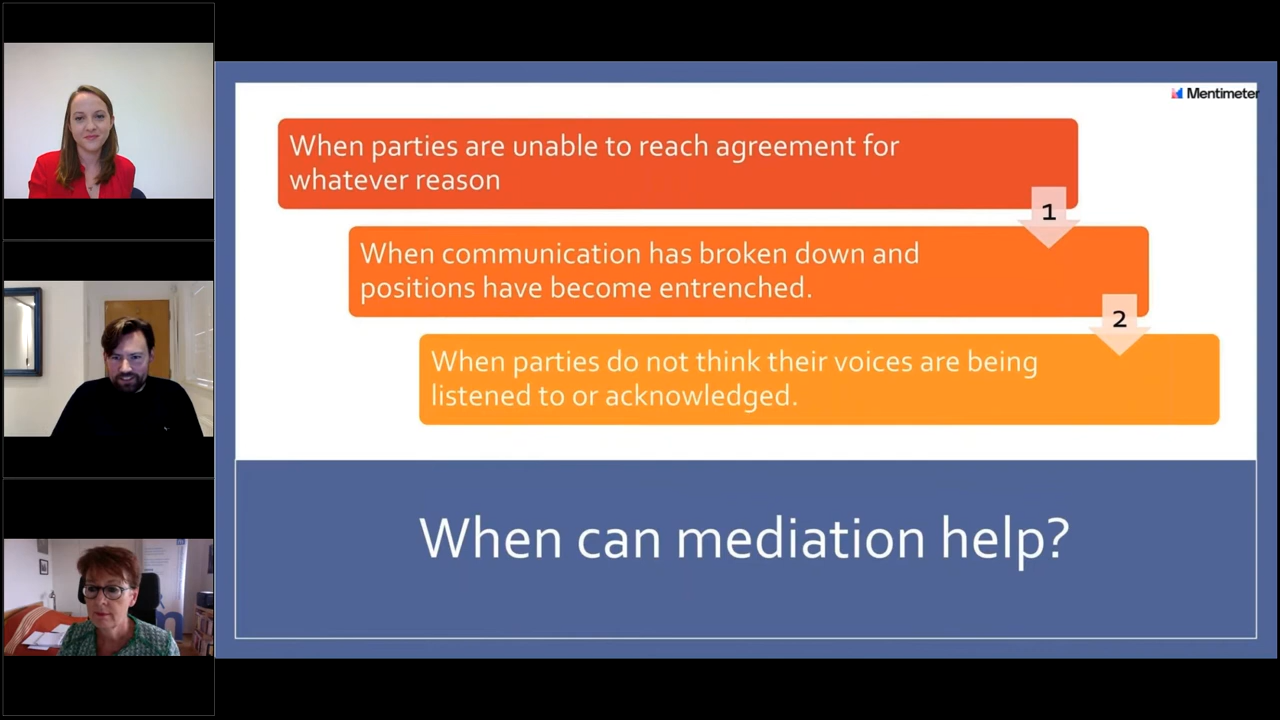 Mentimeter
When parties are unable to reach agreement for
whatever reason
1
When communication has broken down and
positions have become entrenched.
2
When parties do not think their voices are being
listened to or acknowledged.
When can mediation help?